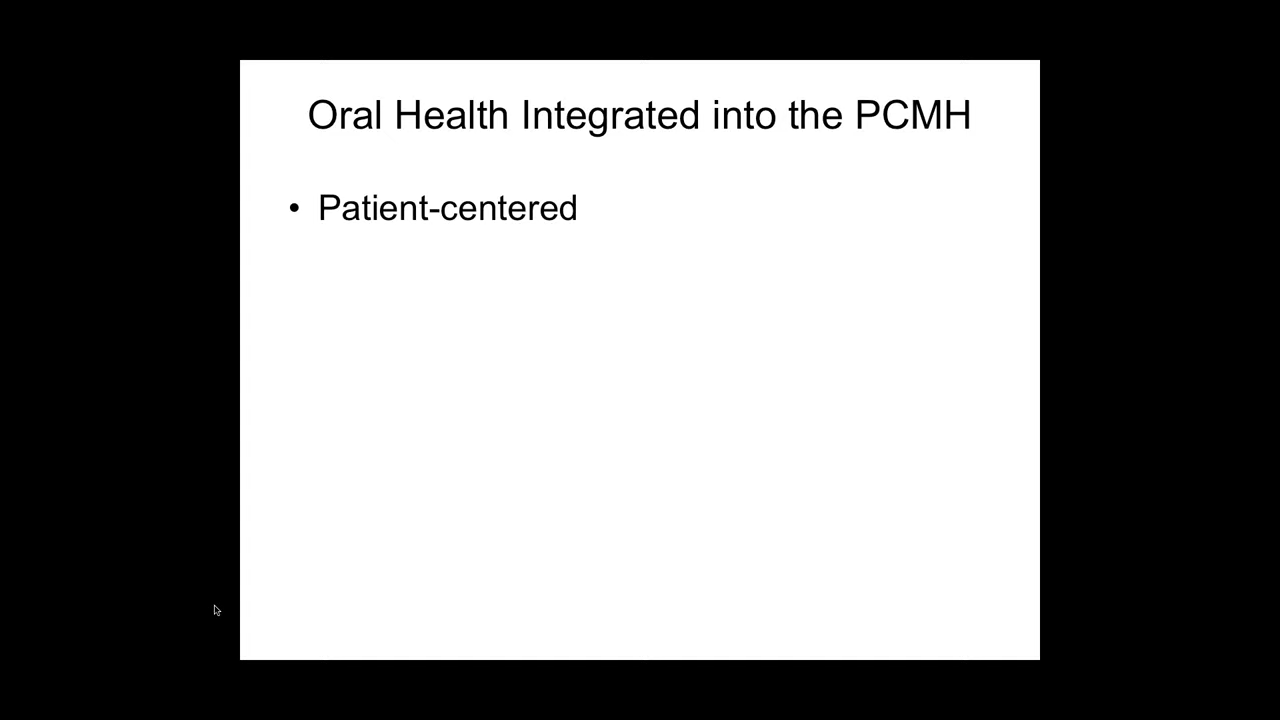 Oral Health Integrated into the PCMH
• Patient-centered